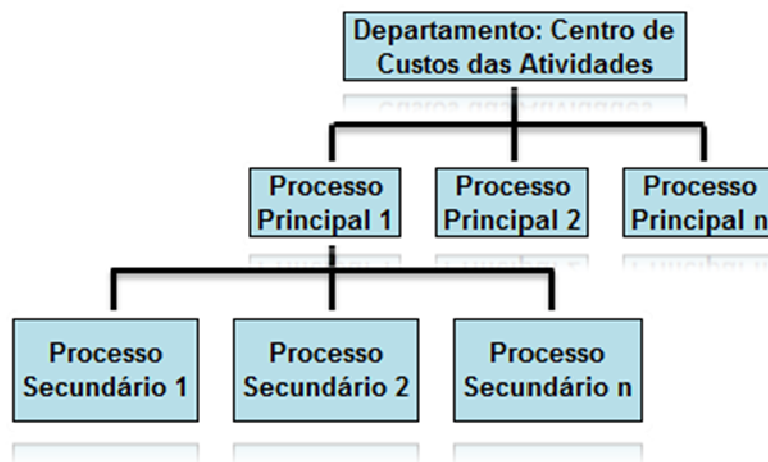 Departamento: Centro de
Custos das Atividades
Processo
Principal 1
Processo
Principal 2
Processo
Principal n
Processo
Secundário 1
Processo
Secundário 2
Processo
Secundário n